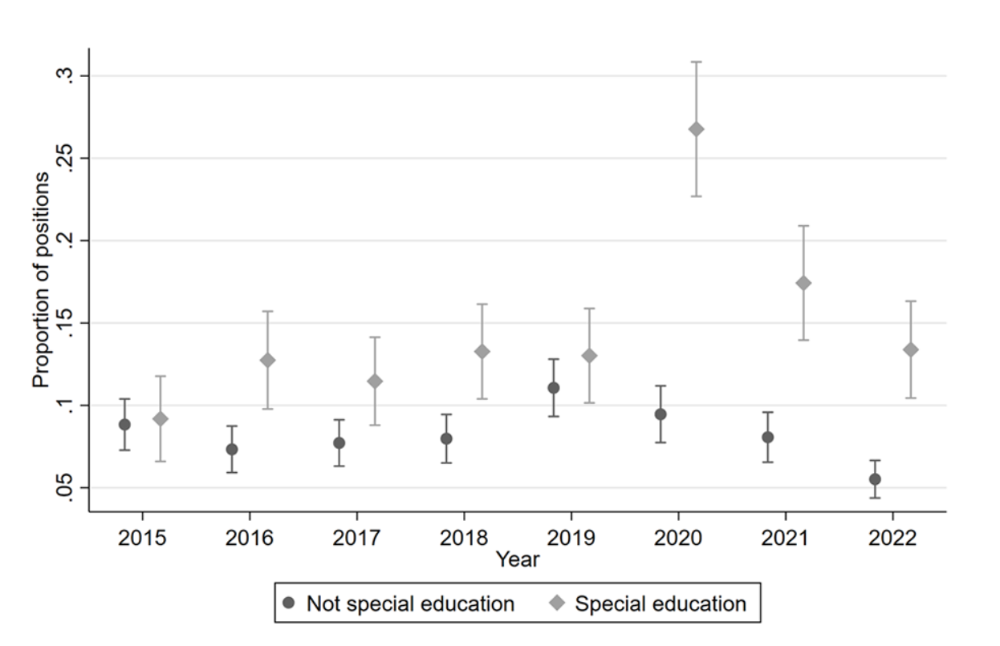 Proportion of positions
.3
.25
.2
.15
.1
.05
2015 2016 2017 2018 2019 2020 2021 2022
Year
Not special education Special education